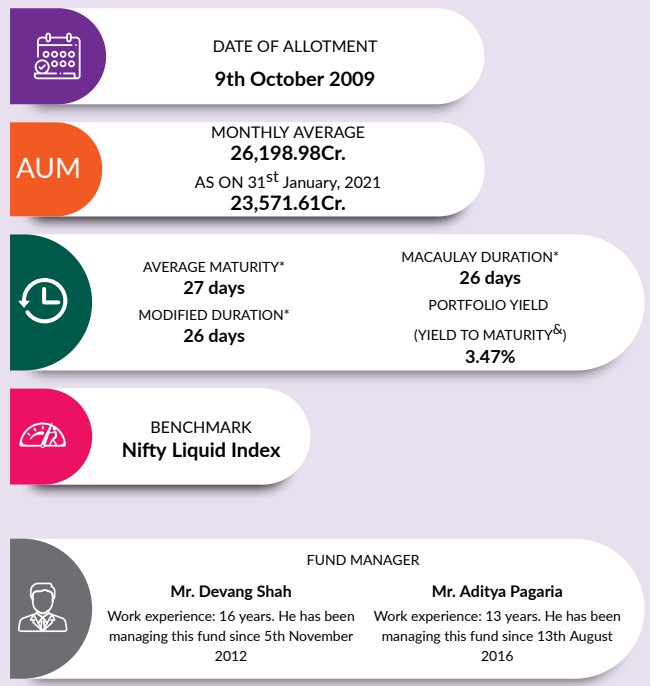 DATE OF ALLOTMENT
9th October 2009
AUM
MONTHLY AVERAGE
26,198.98Cr.
AS ON 31st January, 2021
23,571.61Cr.
AVERAGE MATURITY*
27 days
MODIFIED DURATION*
26 days
MACAULAY DURATION*
26 days
PORTFOLIO YIELD
(YIELD TO MATURITY&)
3.47%
BENCHMARK
Nifty Liquid Index
FUND MANAGER
Mr. Devang Shah
Work experience: 16 years. He has been
managing this fund since 5th November
2012
Mr. Aditya Pagaria
Work experience: 13 years. He has been
managing this fund since 13th August
2016